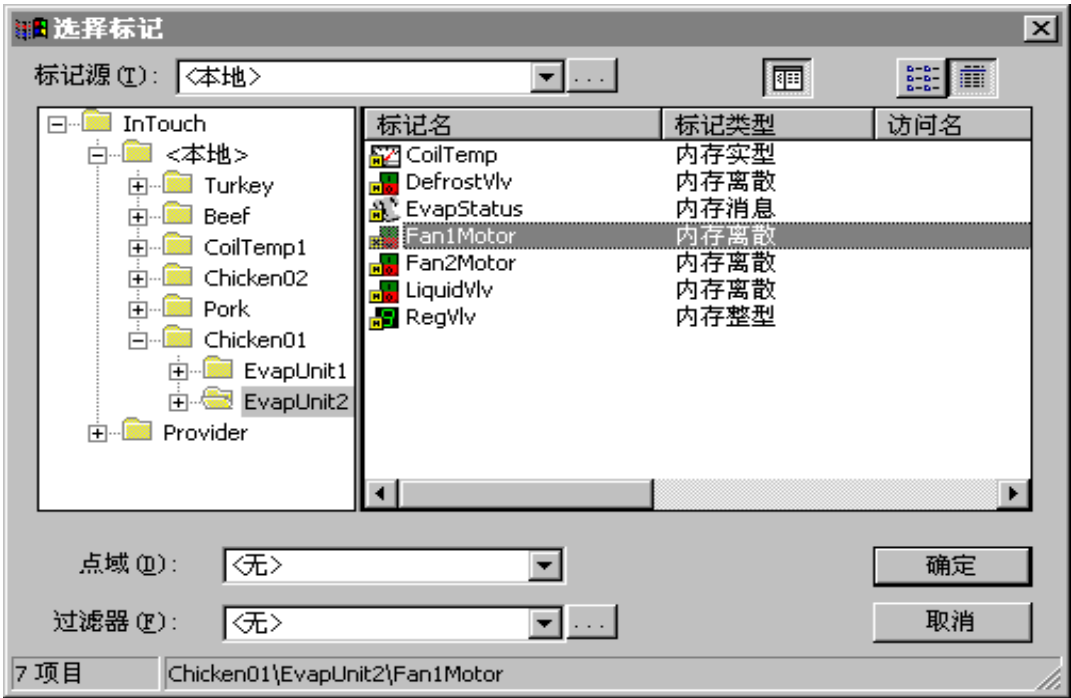 选择标记
标记源(T): <本地> ...
InTouch
<本地>
Turkey
Beef
CoilTemp1
Chicken02
Pork
Chicken01
EvapUnit1
EvapUnit2
Provider
标记名 标记类型 访问名
CoilTemp 内存实型
DefrostVlv 内存离散
EvapStatus 内存消息
Fan1Motor 内存离散
Fan2Motor 内存离散
LiquidVlv 内存离散
RegVlv 内存整型
点域(D): <无> 确定
过滤器(F): <无> ... 取消
7 项目 Chicken01\EvapUnit2\Fan1Motor